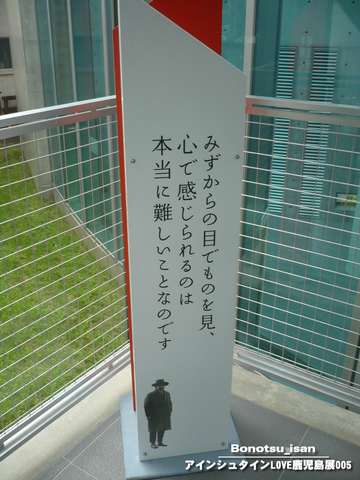 みずからの目でものを見、
心で感じられるのは
本当に難しいことなのです
Bonotsu_isan
アインシュタインLOVE鹿児島展005